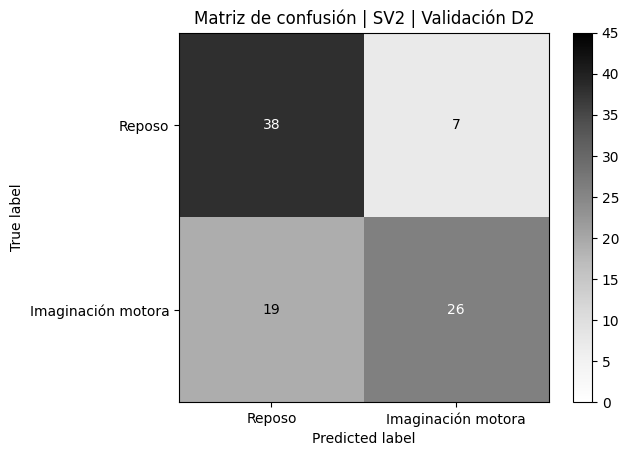 Matriz de confusión | SV2 | Validación D2
True label
Reposo
38
7
Imaginación motora
19
26
Reposo
Imaginación motora
Predicted label
45
40
35
30
25
20
15
10
5
0